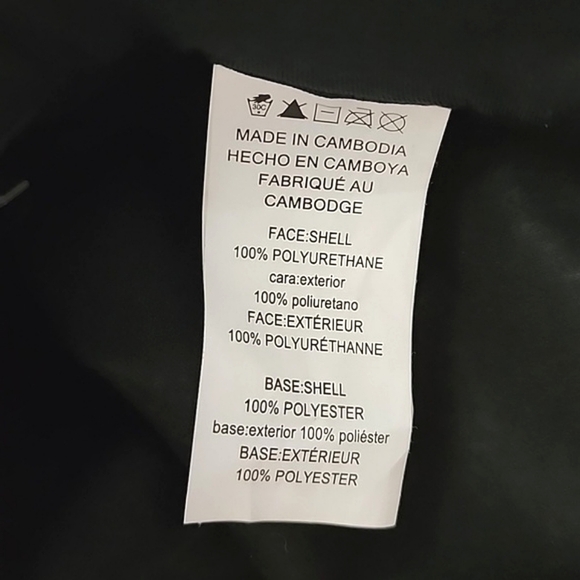 30C
MADE IN CAMBODIA
HECHO EN CAMBOYA
FABRIQUÉ AU
CAMBODGE
FACE:SHELL
100% POLYURETHANE
cara:exterior
100% poliuretano
FACE:EXTÉRIEUR
100% POLYURÉTHANNE
BASE:SHELL
100% POLYESTER
base:exterior 100% poliéster
BASE:EXTÉRIEUR
100% POLYESTER